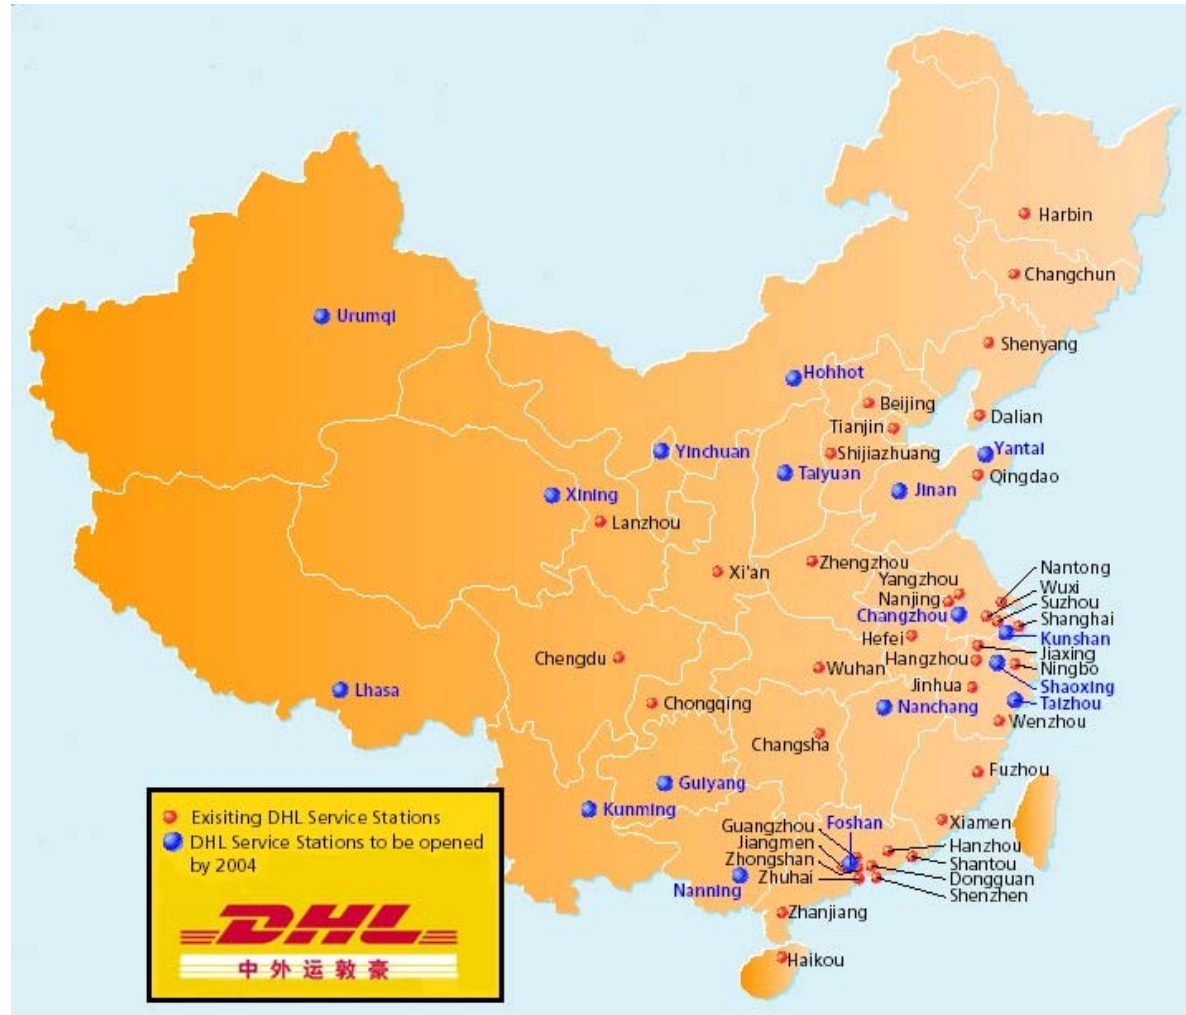 Harbin
Changchun
Urumqi
Shenyang
Hohhot
Beijing
Dalian
Tianjin
Yantai
Yinchuan
Shijiazhuang
Taiyuan
Qingdao
Xining
Jinan
Lanzhou
Zhengzhou
Nantong
Xi'an
Yangzhou
Wuxi
Nanjing
Suzhou
Changzhou
Shanghai
Hefei
Kunshan
Jiaxing
Chengdu
Hangzhou
Wuhan
Ningbo
Lhasa
Jinhua
Shaoxing
Chongqing
Nanchang
Taizhou
Wenzhou
Changsha
Fuzhou
Guiyang
Kunming
Foshan
Xiamen
Guangzhou
Jiangmen
Hanzhou
Zhongshan
Shantou
Zhuhai
Dongguan
Nanning
Shenzhen
Zhanjiang
Haikou
Exisiting DHL Service Stations
DHL Service Stations to be opened
by 2004
DHL
中外运敦豪